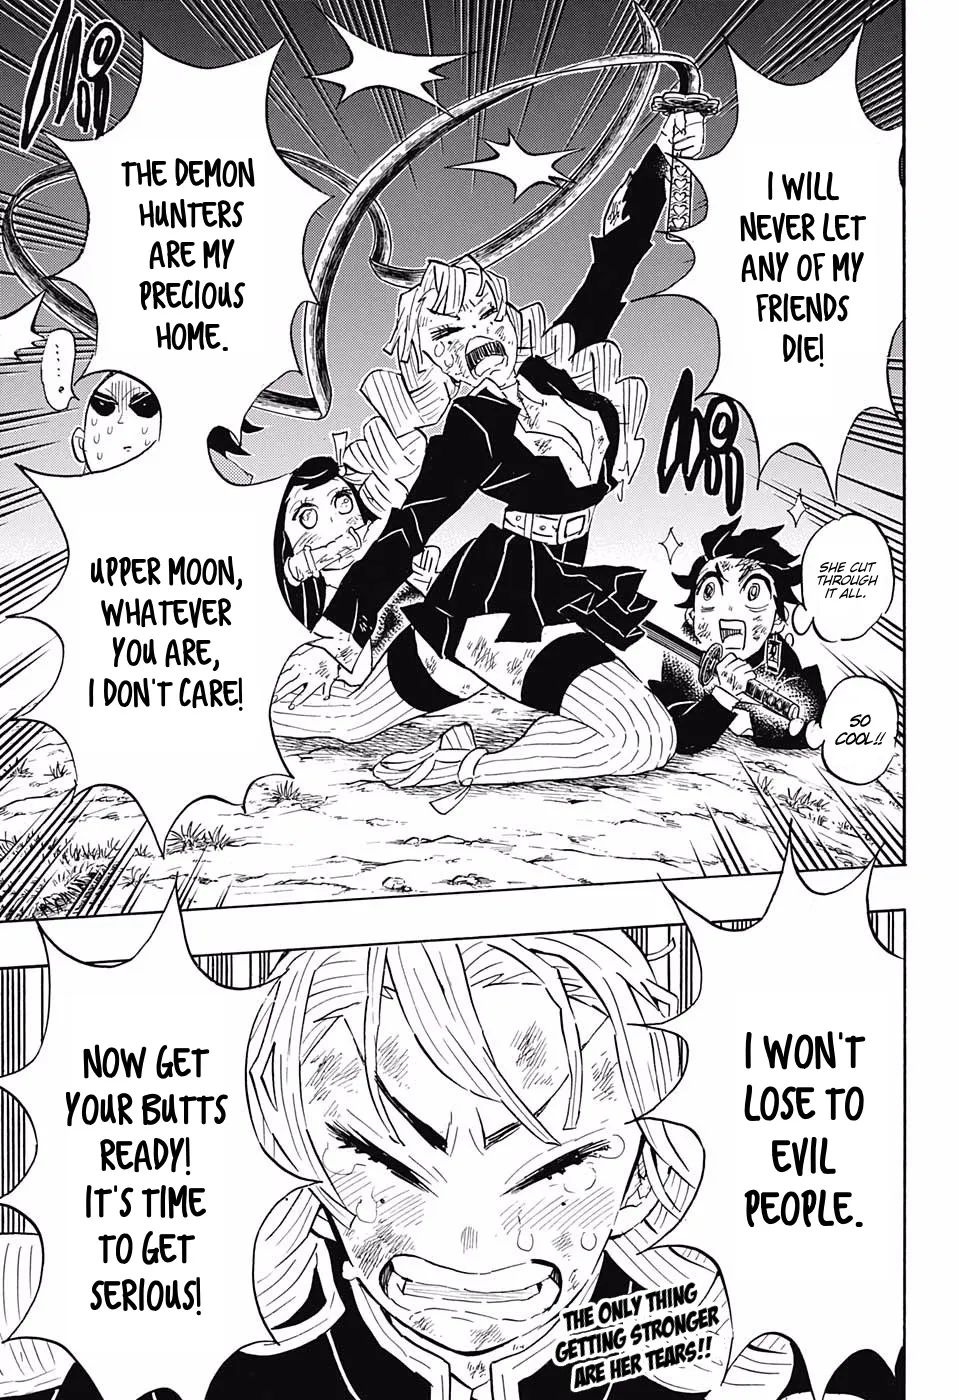 I WILL
NEVER LET
ANY OF MY
FRIENDS
DIE!
THE DEMON
HUNTERS
ARE MY
PRECIOUS
HOME.
......
SHE CUT
THROUGH
IT ALL.
SO
COOL!!
UPPER MOON,
WHATEVER
YOU ARE,
I DON'T CARE!
I WON'T
LOSE TO
EVIL
PEOPLE.
NOW GET
YOUR BUTTS
READY!
IT'S TIME
TO GET
SERIOUS!
THE ONLY THING
GETTING STRONGER
ARE HER TEARS!!